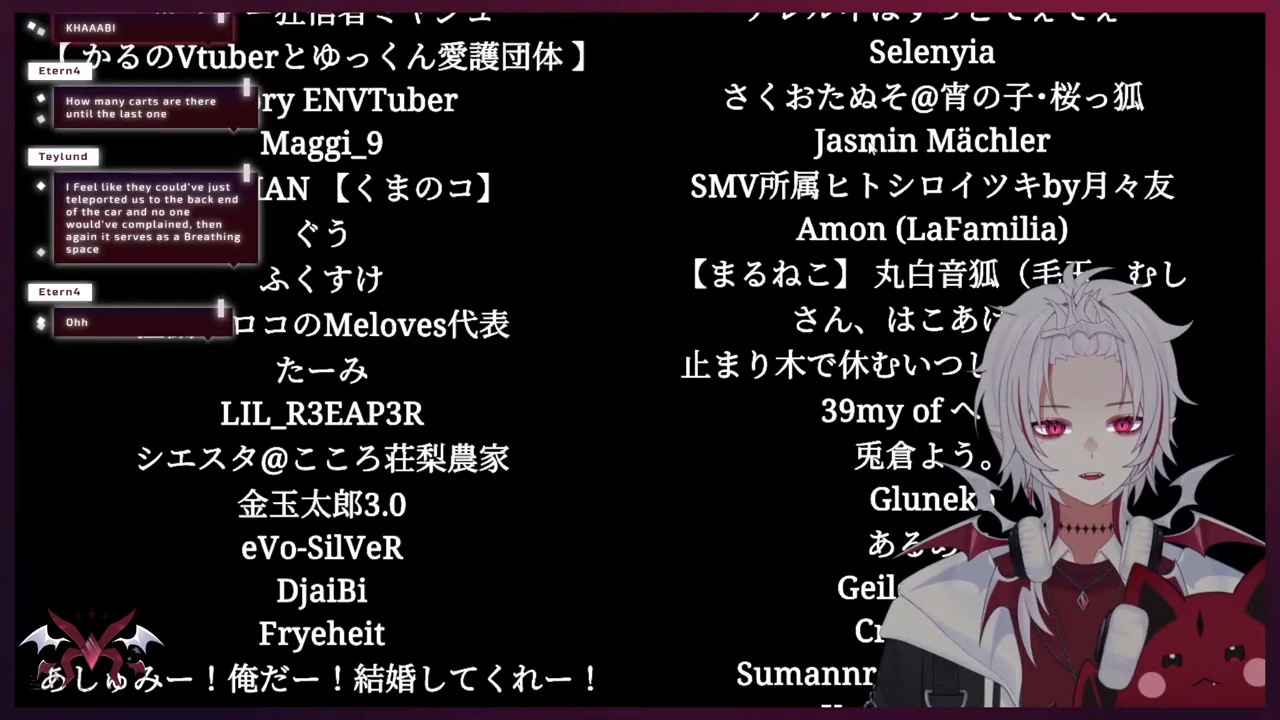 KHAAABI
Etern4
How many carts are there
until the last one
Teylund
I Feel like they could've just
teleported us to the back end
of the car and no one
would've complained, then
again it serves as a Breathing
space
Etern4
Ohh
【 かるのVtuberとゆっくん愛護団体 】
ENVTuber
Maggi_9
【くまのコ】
ぐう
ふくすけ
ロコのMeloves代表
たーみ
LIL_R3EAP3R
シエスタ@こころ荘梨農家
金玉太郎3.0
eVo-SilVeR
DjaiBi
Fryeheit
あしゅみー！俺だー！結婚してくれー！
Selenyia
さくおたぬそ@宵の子･桜っ狐
Jasmin Mächler
SMV所属ヒトシロイツキby月々友
Amon (LaFamilia)
【まるねこ】 丸白音狐（毛玉 むし
さん、はこあ
止まり木で休むいつ
39my of
兎倉よう。
Gluneko
ある